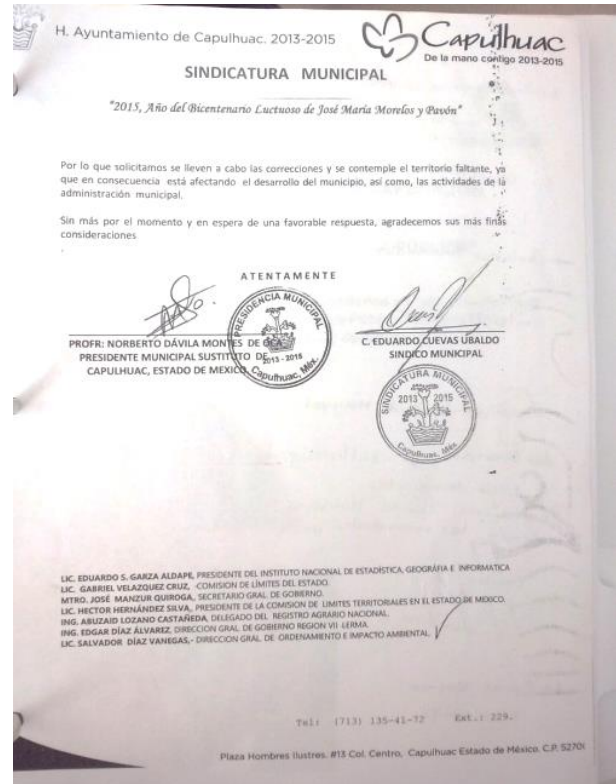 H. Ayuntamiento de Capulhuac. 2013-2015
Capulhuac
De la mano contigo 2013-2015
SINDICATURA MUNICIPAL
"2015, Año del Bicentenario Luctuoso de José María Morelos y Pavón"
Por lo que solicitamos se lleven a cabo las correcciones y se contemple el territorio faltante, ya
que en consecuencia está afectando el desarrollo del municipio, así como, las actividades de la
administración municipal.
Sin más por el momento y en espera de una favorable respuesta, agradecemos sus más finas
consideraciones
ATENTAMENTE
PRESIDENCIA MUNICIPAL
2013 - 2015
Capulhuac, Méx.
PROFR: NORBERTO DÁVILA MONTES DE OCA
PRESIDENTE MUNICIPAL SUSTITUTO DE
CAPULHUAC, ESTADO DE MEXICO
C. EDUARDO CUEVAS UBALDO
SINDICO MUNICIPAL
SINDICATURA MUNICIPAL
2013 2015
Capulhuac, Méx.
LIC. EDUARDO S. GARZA ALDAPE, PRESIDENTE DEL INSTITUTO NACIONAL DE ESTADÍSTICA, GEOGRÁFIA E INFORMATICA
LIC. GABRIEL VELAZQUEZ CRUZ, COMISION DE LÍMITES DEL ESTADO.
MTRO. JOSÉ MANZUR QUIROGA, SECRETARIO GRAL. DE GOBIERNO.
LIC. HECTOR HERNÁNDEZ SILVA, PRESIDENTE DE LA COMISION DE LIMITES TERRITORIALES EN EL ESTADO DE MEXICO.
ING. ABUZAID LOZANO CASTAÑEDA, DELEGADO DEL REGISTRO AGRARIO NACIONAL.
ING. EDGAR DÍAZ ÁLVAREZ, DIRECCION GRAL. DE GOBIERNO REGION VII -LERMA.
LIC. SALVADOR DÍAZ VANEGAS,- DIRECCION GRAL. DE ORDENAMIENTO E IMPACTO AMBIENTAL.
Tel: (713) 135-41-72 Ext.: 229.
Plaza Hombres Ilustres. #13 Col. Centro, Capulhuac Estado de México. C.P. 52700